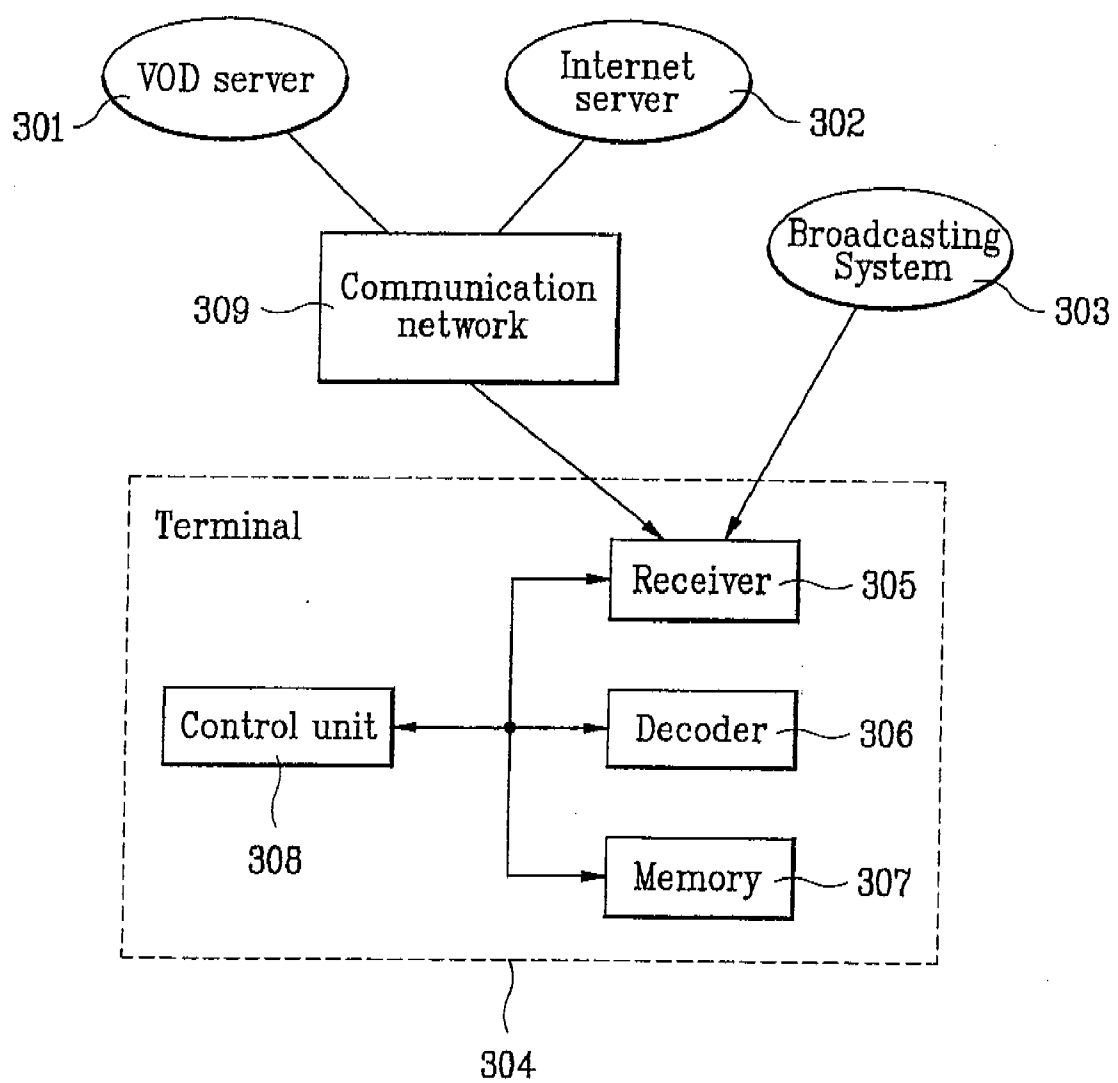 VOD server
301
Internet
server
302
Broadcasting
System
303
Communication
network
309
Terminal
Receiver
305
Control unit
308
Decoder
306
Memory
307
304